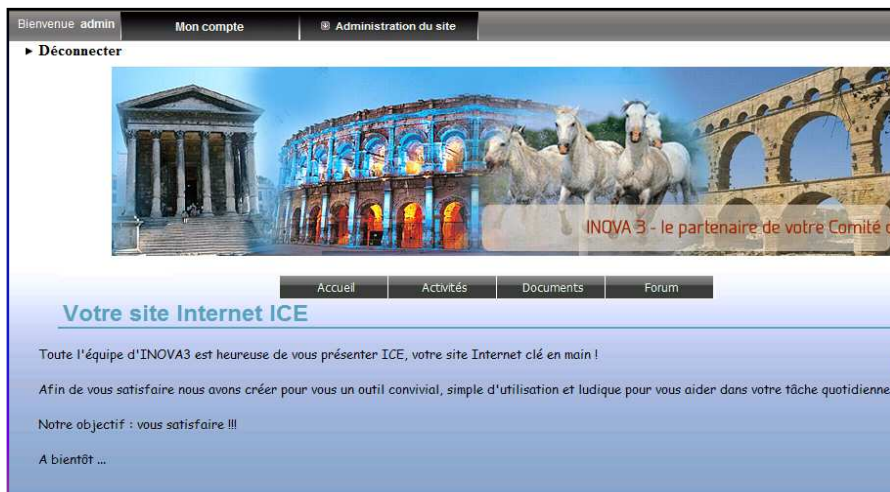 Bienvenue admin
Mon compte
Administration du site
Déconnecter
INOVA 3 - le partenaire de votre Comité
Accueil
Activités
Documents
Forum
Votre site Internet ICE
Toute l'équipe d'INOVA3 est heureuse de vous présenter ICE, votre site Internet clé en main !
Afin de vous satisfaire nous avons créer pour vous un outil convivial, simple d'utilisation et ludique pour vous aider dans votre tâche quotidienne
Notre objectif : vous satisfaire !!!
A bientôt ...